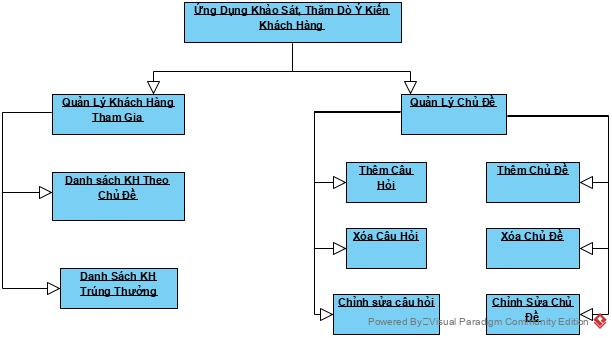 Ứng Dụng Khảo Sát, Thăm Dò Ý Kiến
Khách Hàng
Quản Lý Khách Hàng
Tham Gia
Quản Lý Chủ Đề
Danh sách KH Theo
Chủ Đề
Thêm Câu
Hỏi
Thêm Chủ Đề
Xóa Câu Hỏi
Xóa Chủ Đề
Danh Sách KH
Trúng Thưởng
Chỉnh sửa câu hỏi
Chỉnh Sửa Chủ
Đề
Powered By Visual Paradigm Community Edition